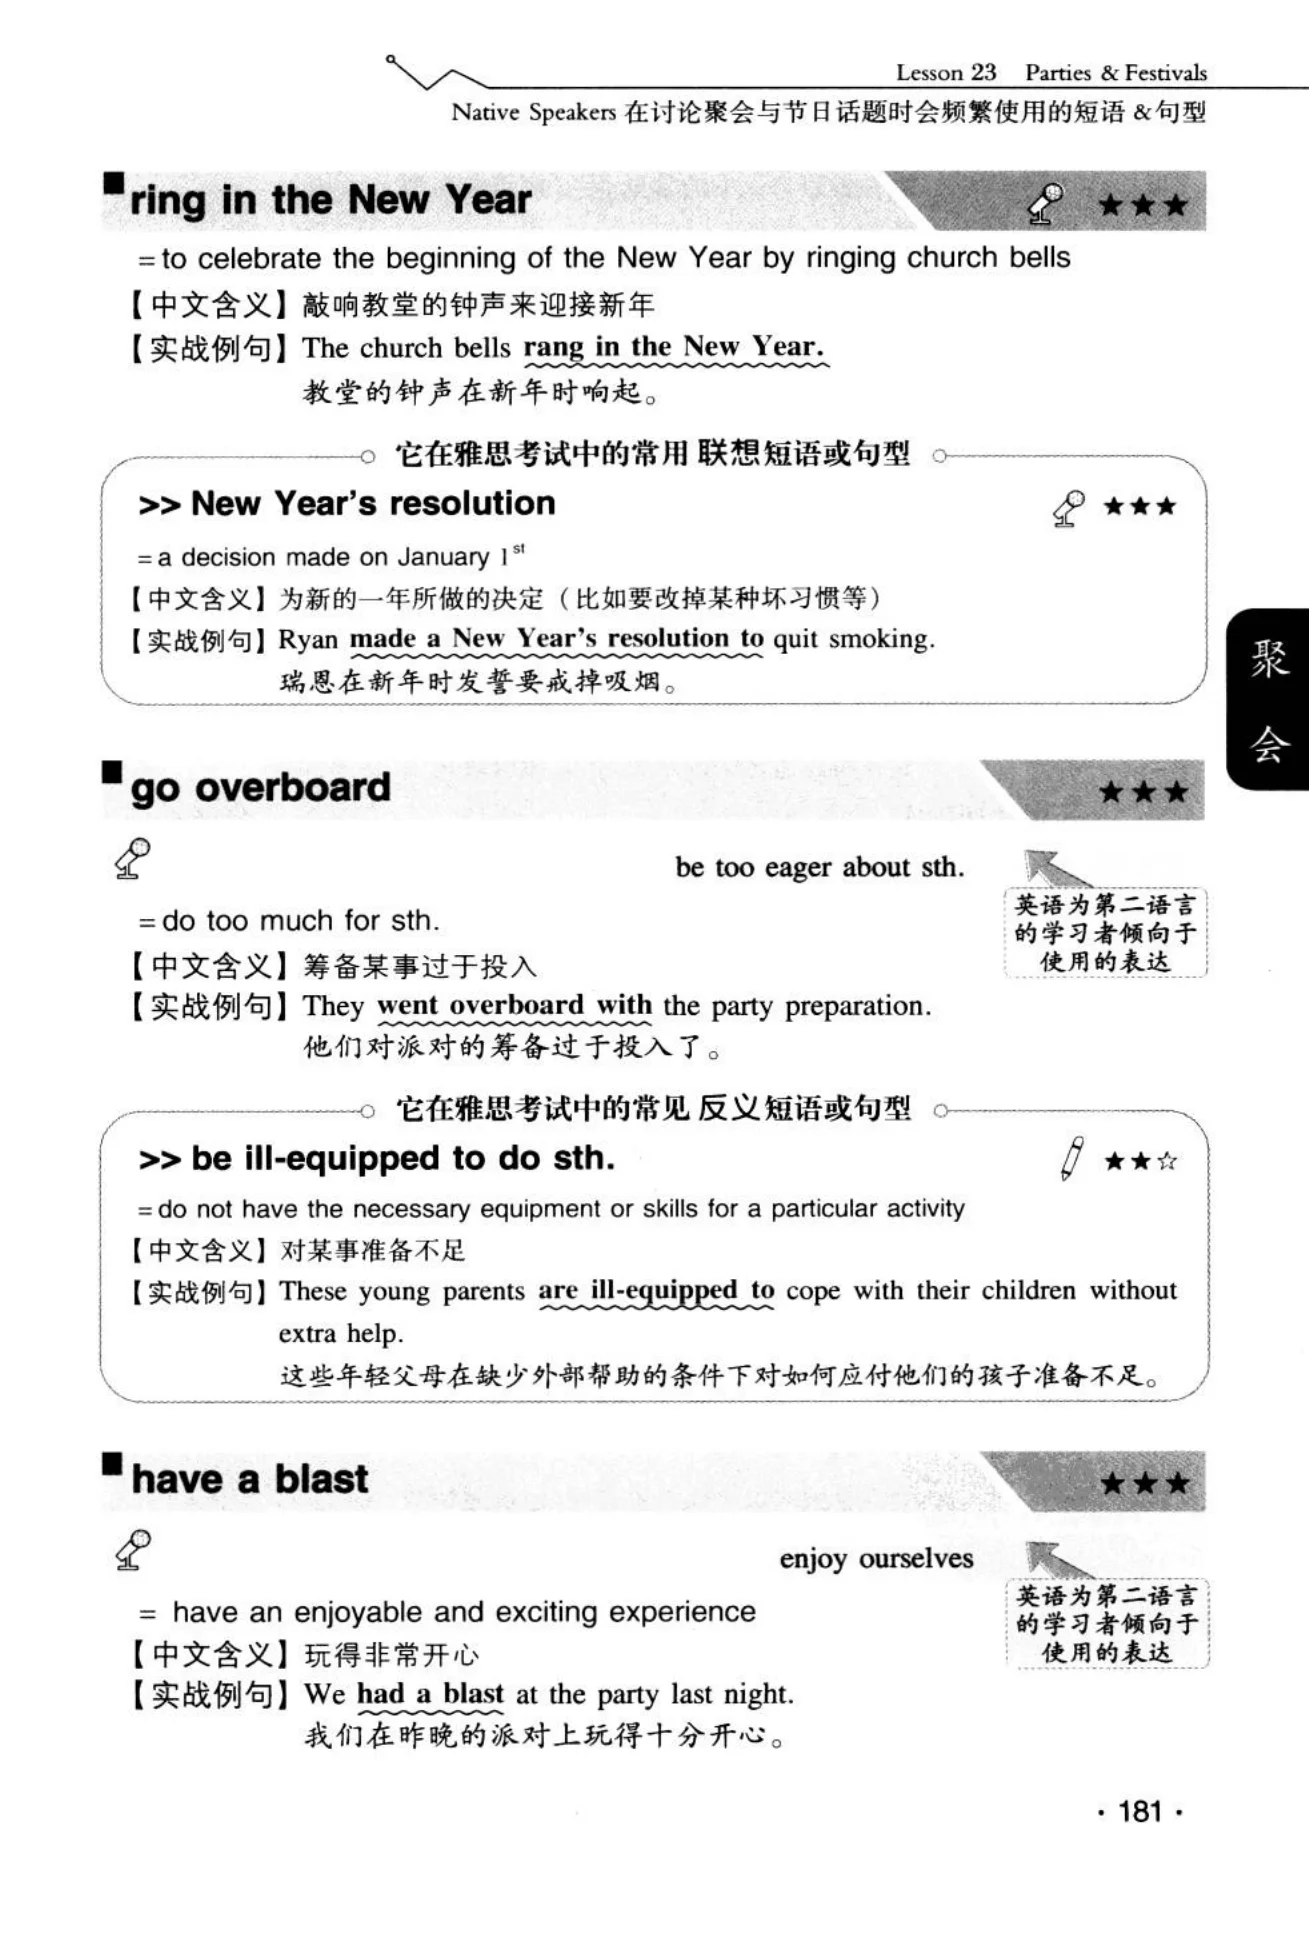 Lesson 23 Parties & Festivals
Native Speakers 在讨论聚会与节日话题时会频繁使用的短语 & 句型
ring in the New Year ★★★
= to celebrate the beginning of the New Year by ringing church bells
【中文含义】敲响教堂的钟声来迎接新年
【实战例句】The church bells rang in the New Year.
教堂的钟声在新年时响起。
它在雅思考试中的常用 联想短语或句型
>> New Year's resolution ★★★
= a decision made on January 1st
【中文含义】为新的一年所做的决定（比如要改掉某种坏习惯等）
【实战例句】Ryan made a New Year's resolution to quit smoking.
瑞恩在新年时发誓要戒掉吸烟。
聚会
go overboard ★★★
be too eager about sth.
英语为第二语言
的学习者倾向于
使用的表达
= do too much for sth.
【中文含义】筹备某事过于投入
【实战例句】They went overboard with the party preparation.
他们对派对的筹备过于投入了。
它在雅思考试中的常见 反义短语或句型
>> be ill-equipped to do sth. ★★☆
= do not have the necessary equipment or skills for a particular activity
【中文含义】对某事准备不足
【实战例句】These young parents are ill-equipped to cope with their children without
extra help.
这些年轻父母在缺少外部帮助的条件下对如何应付他们的孩子准备不足。
have a blast ★★★
enjoy ourselves
英语为第二语言
的学习者倾向于
使用的表达
= have an enjoyable and exciting experience
【中文含义】玩得非常开心
【实战例句】We had a blast at the party last night.
我们在昨晚的派对上玩得十分开心。
· 181 ·